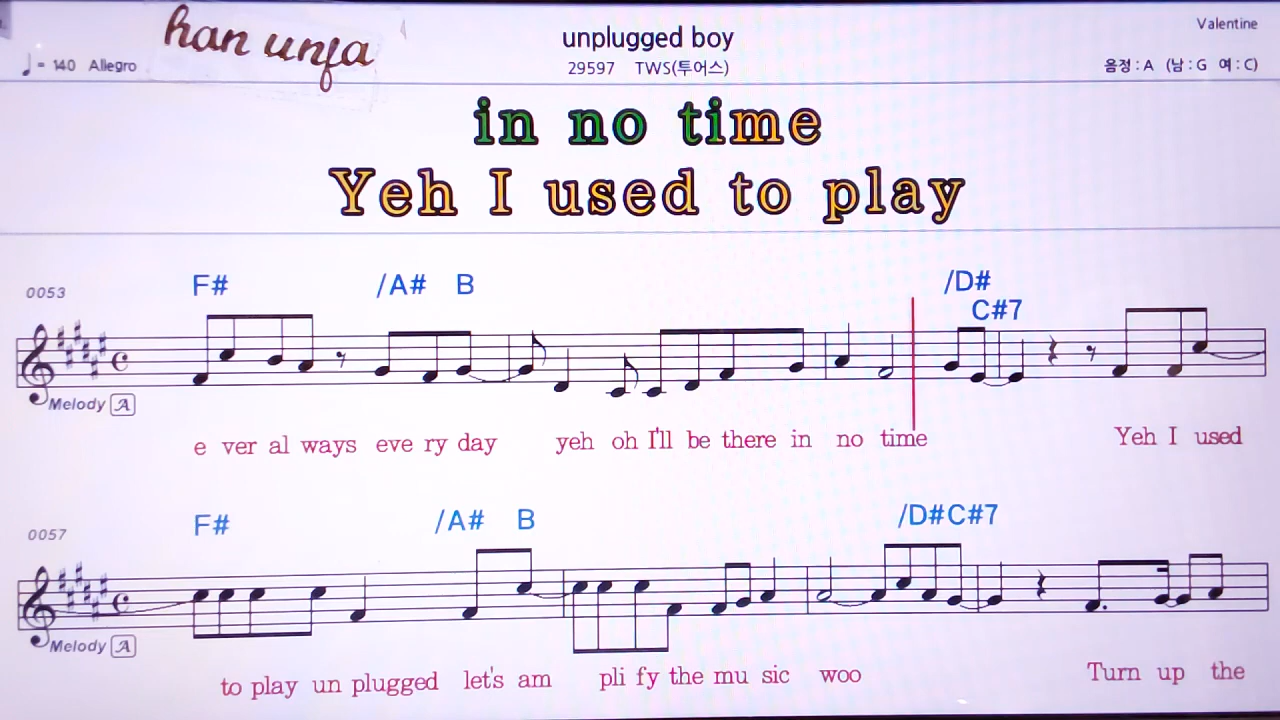 han unfa
unplugged boy
Valentine
♩= 140 Allegro
29597 TWS(투어스)
음정 : A (남 : G 여 : C)
in no time
Yeh I used to play
F# /A# B /D#
C#7
0053
Melody A
e ver al ways eve ry day yeh oh I'll be there in no time Yeh I used
F# /A# B /D#C#7
0057
Melody A
to play un plugged let's am pli fy the mu sic woo Turn up the